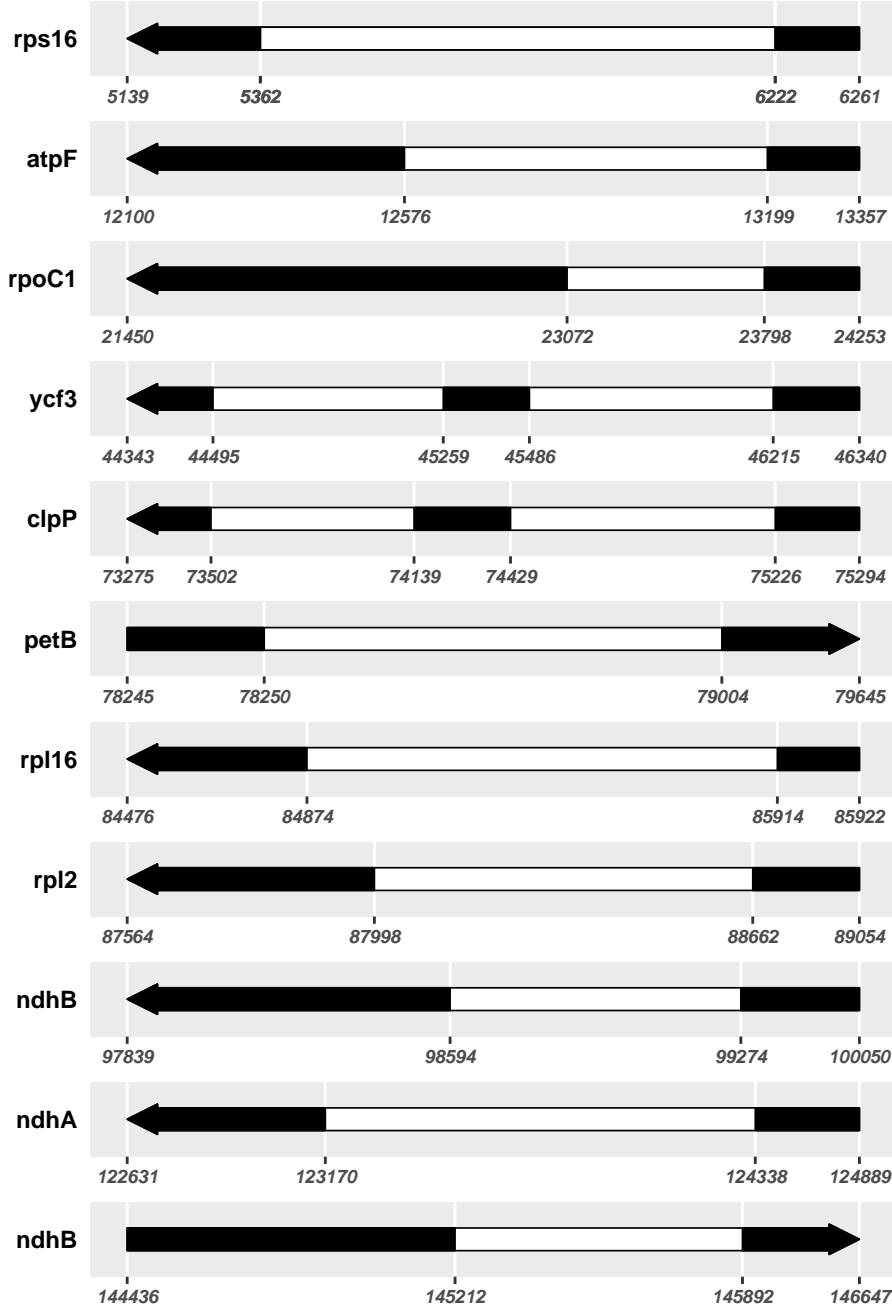 rps16
5139 5362 6222 6261
atpF
12100 12576 13199 13357
rpoC1
21450 23072 23798 24253
ycf3
44343 44495 45259 45486 46215 46340
clpP
73275 73502 74139 74429 75226 75294
petB
78245 78250 79004 79645
rpl16
84476 84874 85914 85922
rpl2
87564 87998 88662 89054
ndhB
97839 98594 99274 100050
ndhA
122631 123170 124338 124889
ndhB
144436 145212 145892 146647